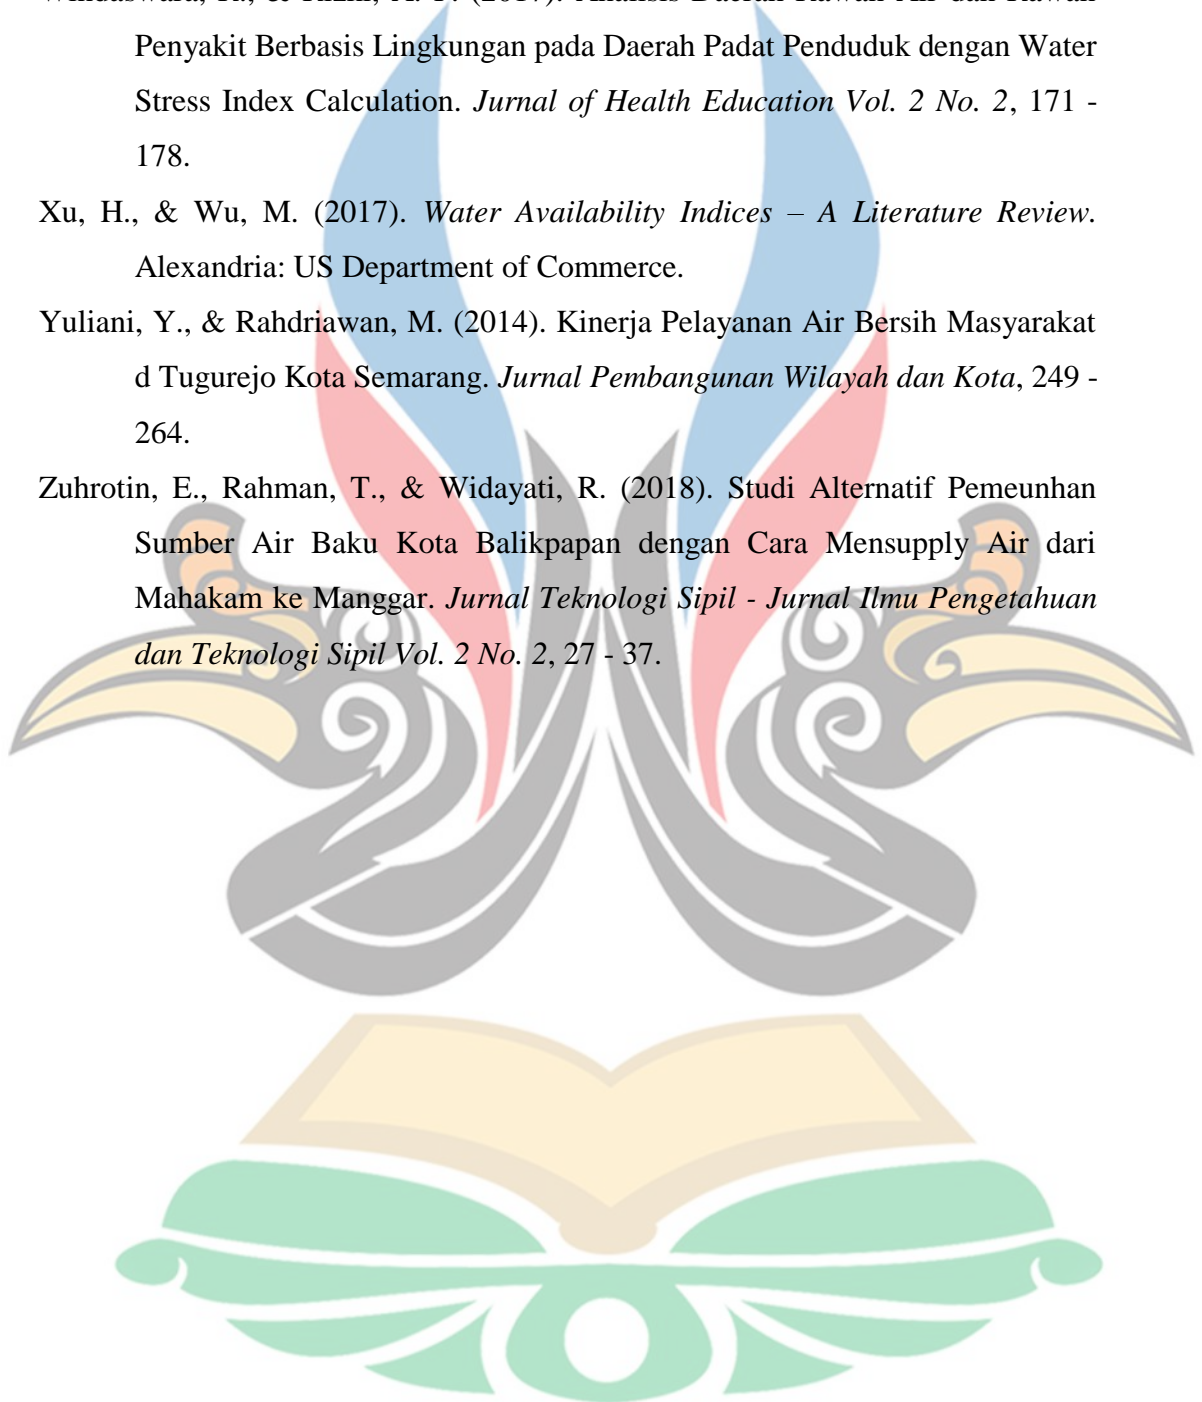 Penyakit Berbasis Lingkungan pada Daerah Padat Penduduk dengan Water
Stress Index Calculation. Jurnal of Health Education Vol. 2 No. 2, 171 -
178.
Xu, H., & Wu, M. (2017). Water Availability Indices – A Literature Review.
Alexandria: US Department of Commerce.
Yuliani, Y., & Rahdriawan, M. (2014). Kinerja Pelayanan Air Bersih Masyarakat
d Tugurejo Kota Semarang. Jurnal Pembangunan Wilayah dan Kota, 249 -
264.
Zuhrotin, E., Rahman, T., & Widayati, R. (2018). Studi Alternatif Pemeunhan
Sumber Air Baku Kota Balikpapan dengan Cara Mensupply Air dari
Mahakam ke Manggar. Jurnal Teknologi Sipil - Jurnal Ilmu Pengetahuan
dan Teknologi Sipil Vol. 2 No. 2, 27 - 37.